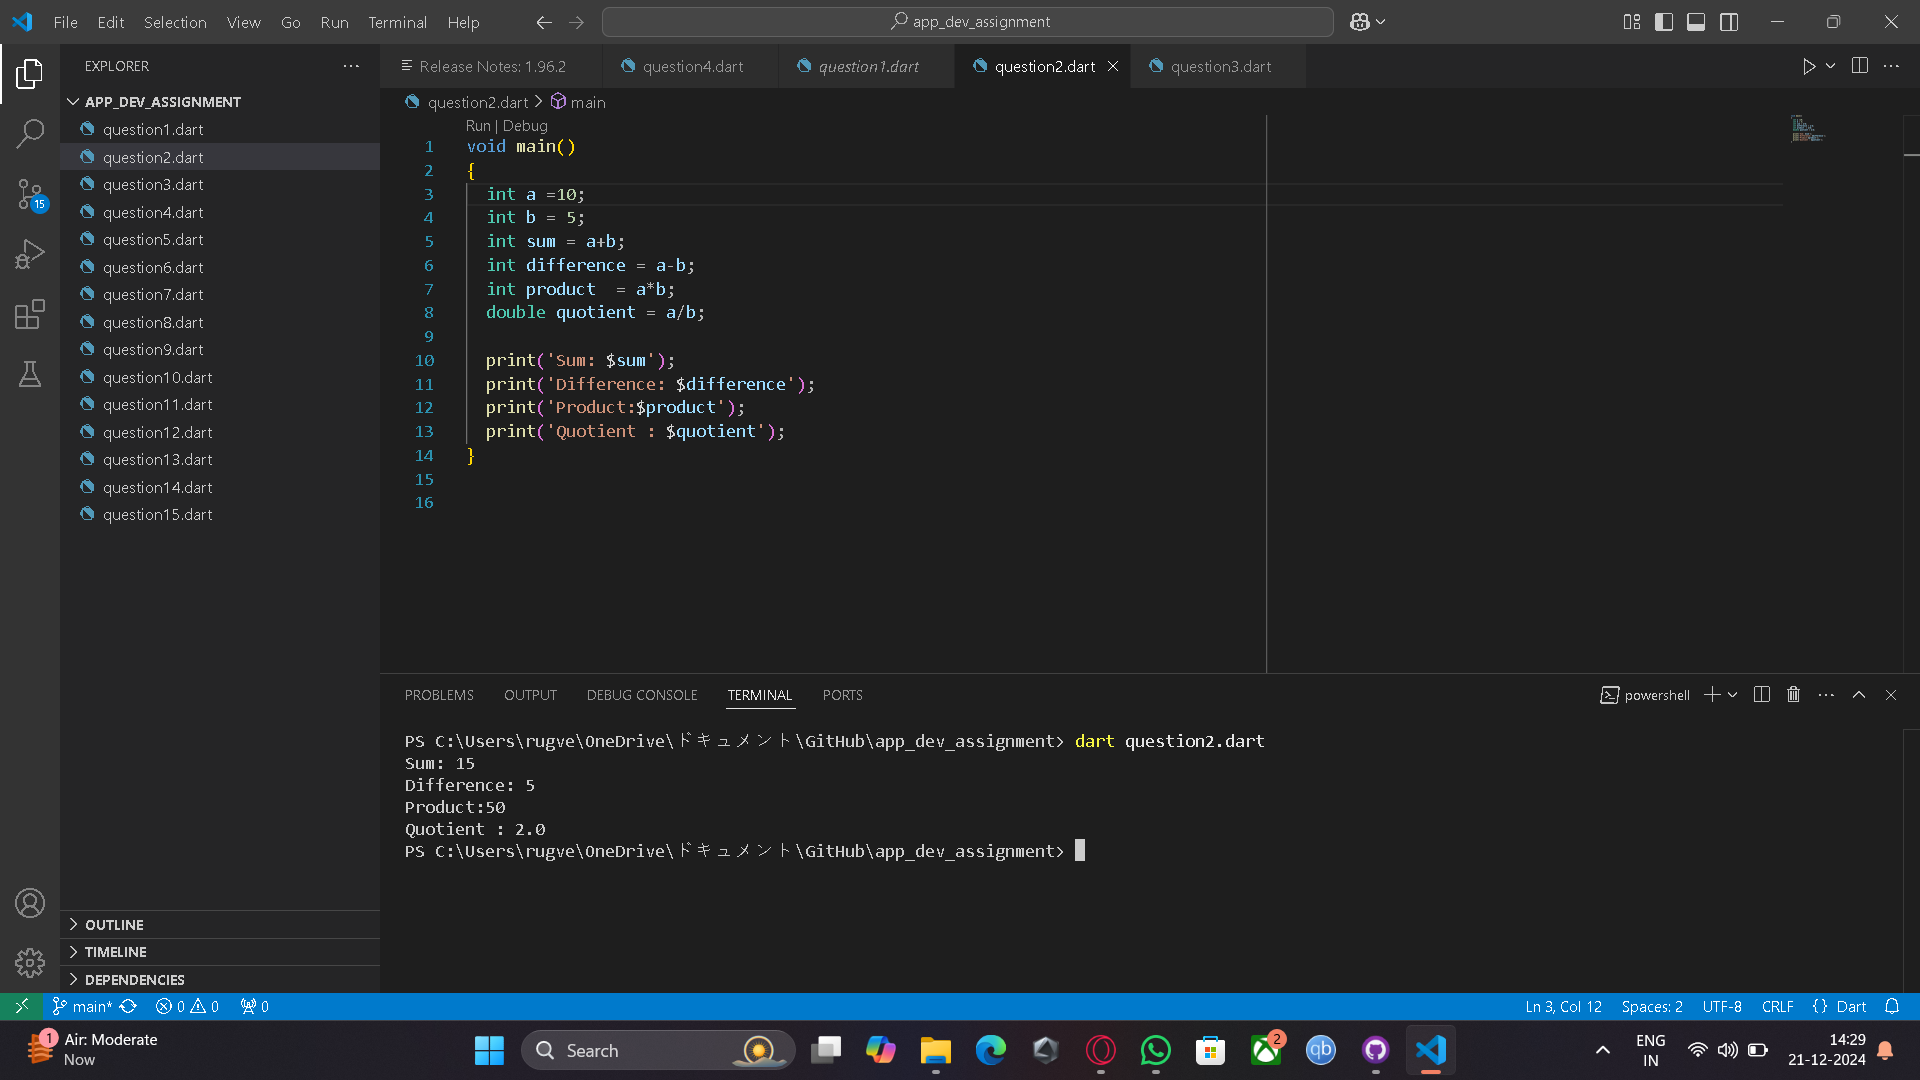 File Edit Selection View Go Run Terminal Help
app_dev_assignment
EXPLORER
APP_DEV_ASSIGNMENT
question1.dart
question2.dart
question3.dart
question4.dart
question5.dart
question6.dart
question7.dart
question8.dart
question9.dart
question10.dart
question11.dart
question12.dart
question13.dart
question14.dart
question15.dart
15
OUTLINE
TIMELINE
DEPENDENCIES
Release Notes: 1.96.2 question4.dart question1.dart question2.dart question3.dart
question2.dart > main
Run | Debug
1 void main()
2 {
3 int a =10;
4 int b = 5;
5 int sum = a+b;
6 int difference = a-b;
7 int product  = a*b;
8 double quotient = a/b;
9
10 print('Sum: $sum');
11 print('Difference: $difference');
12 print('Product:$product');
13 print('Quotient : $quotient');
14 }
15
16
PROBLEMS OUTPUT DEBUG CONSOLE TERMINAL PORTS
powershell
PS C:\Users\rugve\OneDrive\ドキュメント\GitHub\app_dev_assignment> dart question2.dart
Sum: 15
Difference: 5
Product:50
Quotient : 2.0
PS C:\Users\rugve\OneDrive\ドキュメント\GitHub\app_dev_assignment>
main* 0 0 0
Ln 3, Col 12 Spaces: 2 UTF-8 CRLF {} Dart
1
Air: Moderate
Now
Search
qb
2
ENG
IN
14:29
21-12-2024